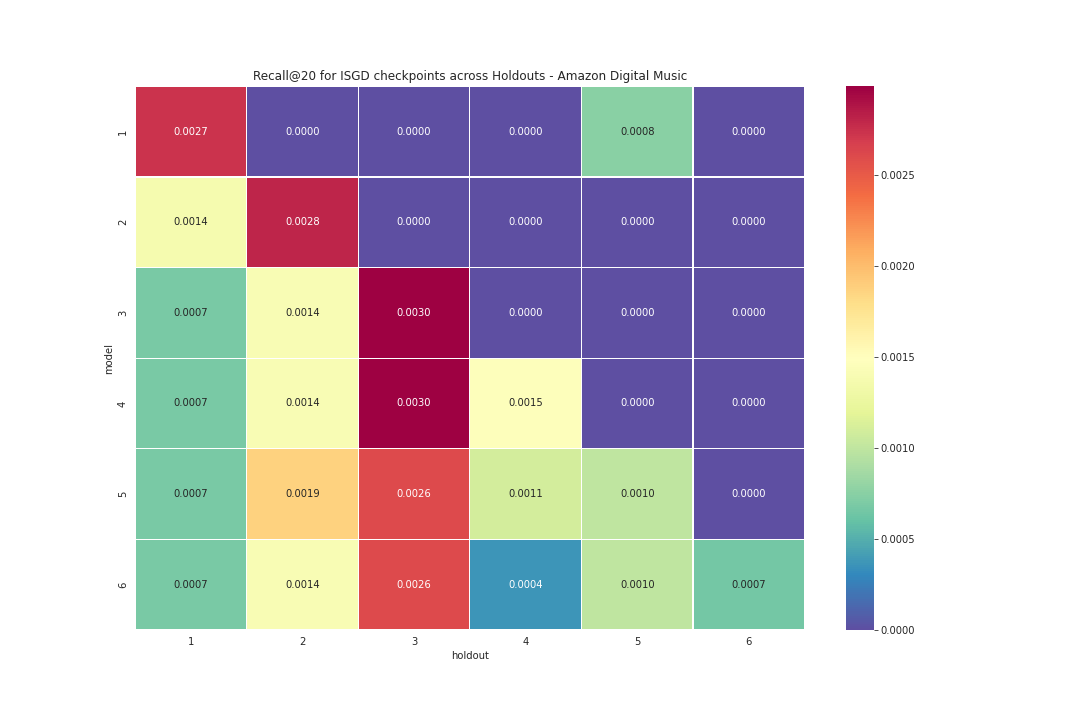 Recall@20 for ISGD checkpoints across Holdouts - Amazon Digital Music
1 0.0027 0.0000 0.0000 0.0000 0.0008 0.0000
2 0.0014 0.0028 0.0000 0.0000 0.0000 0.0000
3 0.0007 0.0014 0.0030 0.0000 0.0000 0.0000
4 0.0007 0.0014 0.0030 0.0015 0.0000 0.0000
5 0.0007 0.0019 0.0026 0.0011 0.0010 0.0000
6 0.0007 0.0014 0.0026 0.0004 0.0010 0.0007
model
1 2 3 4 5 6
holdout
0.0025
0.0020
0.0015
0.0010
0.0005
0.0000